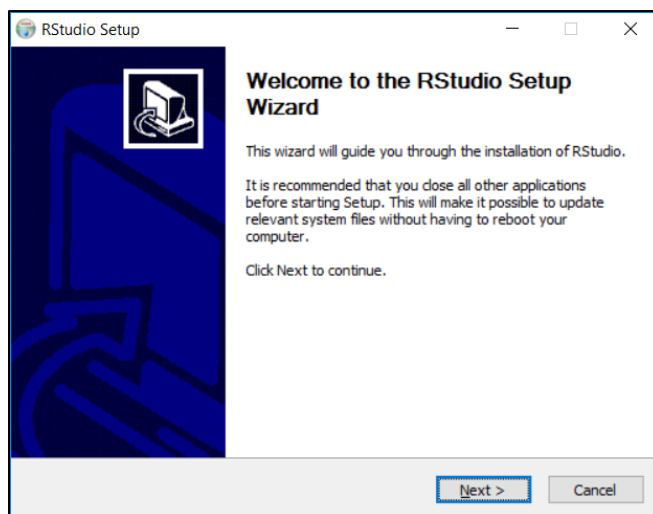 RStudio Setup
Welcome to the RStudio Setup
Wizard
This wizard will guide you through the installation of RStudio.
It is recommended that you close all other applications
before starting Setup. This will make it possible to update
relevant system files without having to reboot your
computer.
Click Next to continue.
Next >
Cancel